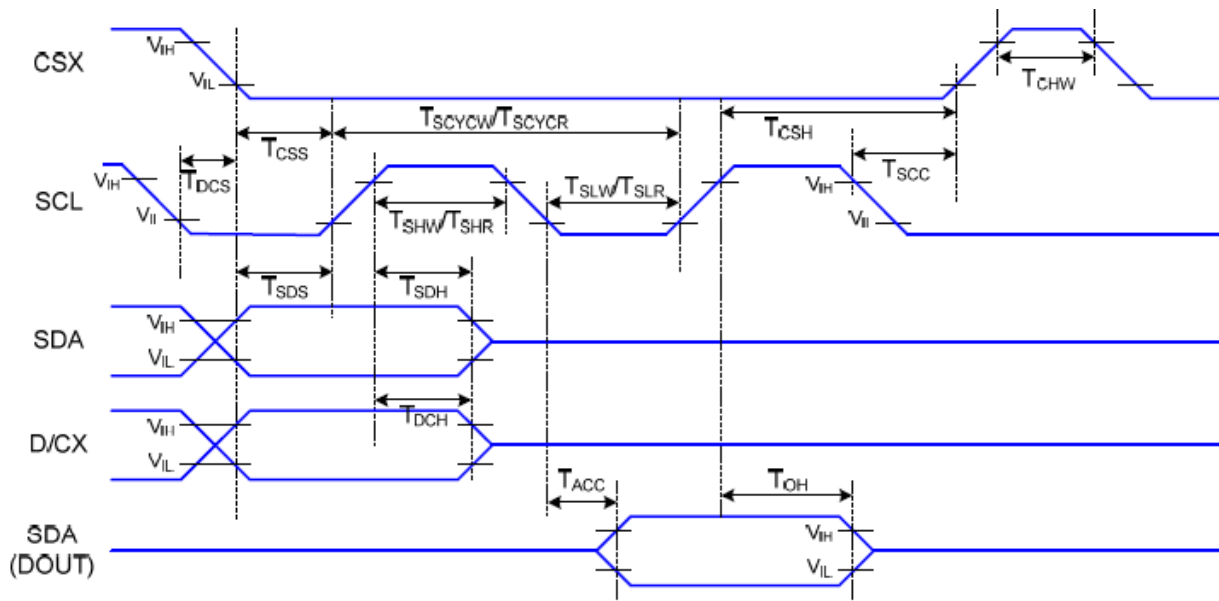 CSX
VIH
VIL
TCHW
TSCYCW/TSCYCR
TCSH
TCSS
TDCS
TSCC
SCL
VIH
VIL
TSLW/TSLR
VIH
VIL
TSHW/TSHR
TSDS
TSDH
SDA
VIH
VIL
TDCH
D/CX
VIH
VIL
TACC
TOH
SDA
(DOUT)
VIH
VIL